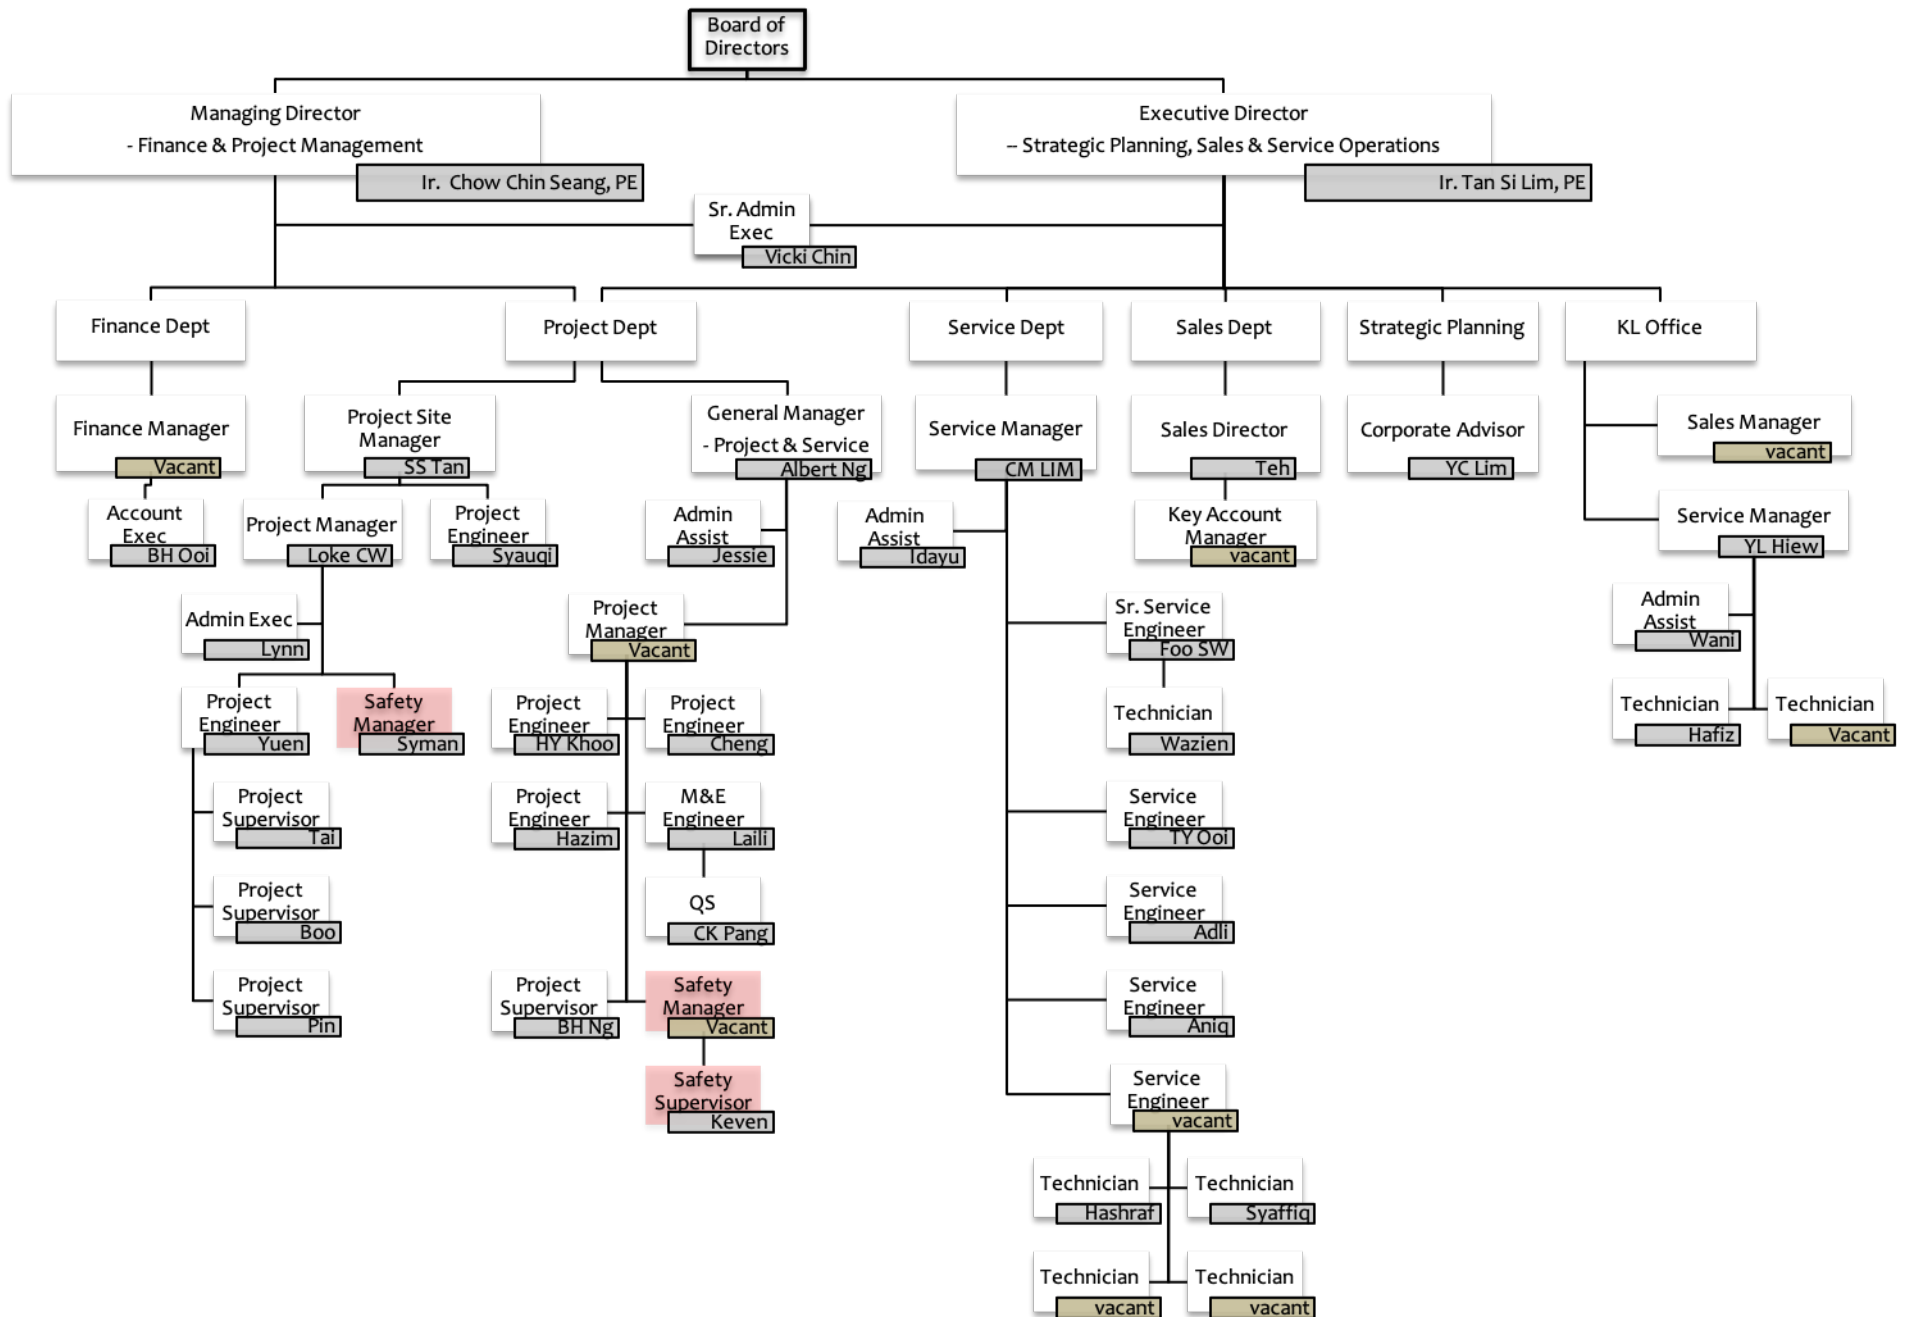 Board of
Directors
Managing Director
- Finance & Project Management
Ir.  Chow Chin Seang, PE
Executive Director
– Strategic Planning, Sales & Service Operations
Ir. Tan Si Lim, PE
Sr. Admin
Exec
Vicki Chin
Finance Dept
Project Dept
Service Dept
Sales Dept
Strategic Planning
KL Office
Finance Manager
Vacant
Project Site
Manager
SS Tan
General Manager
- Project & Service
Albert Ng
Service Manager
CM LIM
Sales Director
Teh
Corporate Advisor
YC Lim
Sales Manager
vacant
Account
Exec
BH Ooi
Project Manager
Loke CW
Project
Engineer
Syauqi
Admin
Assist
Jessie
Admin
Assist
Idayu
Key Account
Manager
vacant
Service Manager
YL Hiew
Admin Exec
Lynn
Project
Manager
Vacant
Sr. Service
Engineer
Foo SW
Admin
Assist
Wani
Project
Engineer
Yuen
Safety
Manager
Syman
Project
Engineer
HY Khoo
Project
Engineer
Cheng
Technician
Wazien
Technician
Hafiz
Technician
Vacant
Project
Supervisor
Tai
Project
Engineer
Hazim
M&E
Engineer
Laili
Service
Engineer
TY Ooi
Project
Supervisor
Boo
QS
CK Pang
Service
Engineer
Adli
Project
Supervisor
Pin
Project
Supervisor
BH Ng
Safety
Manager
Vacant
Service
Engineer
Aniq
Safety
Supervisor
Keven
Service
Engineer
vacant
Technician
Hashraf
Technician
Syaffiq
Technician
vacant
Technician
vacant